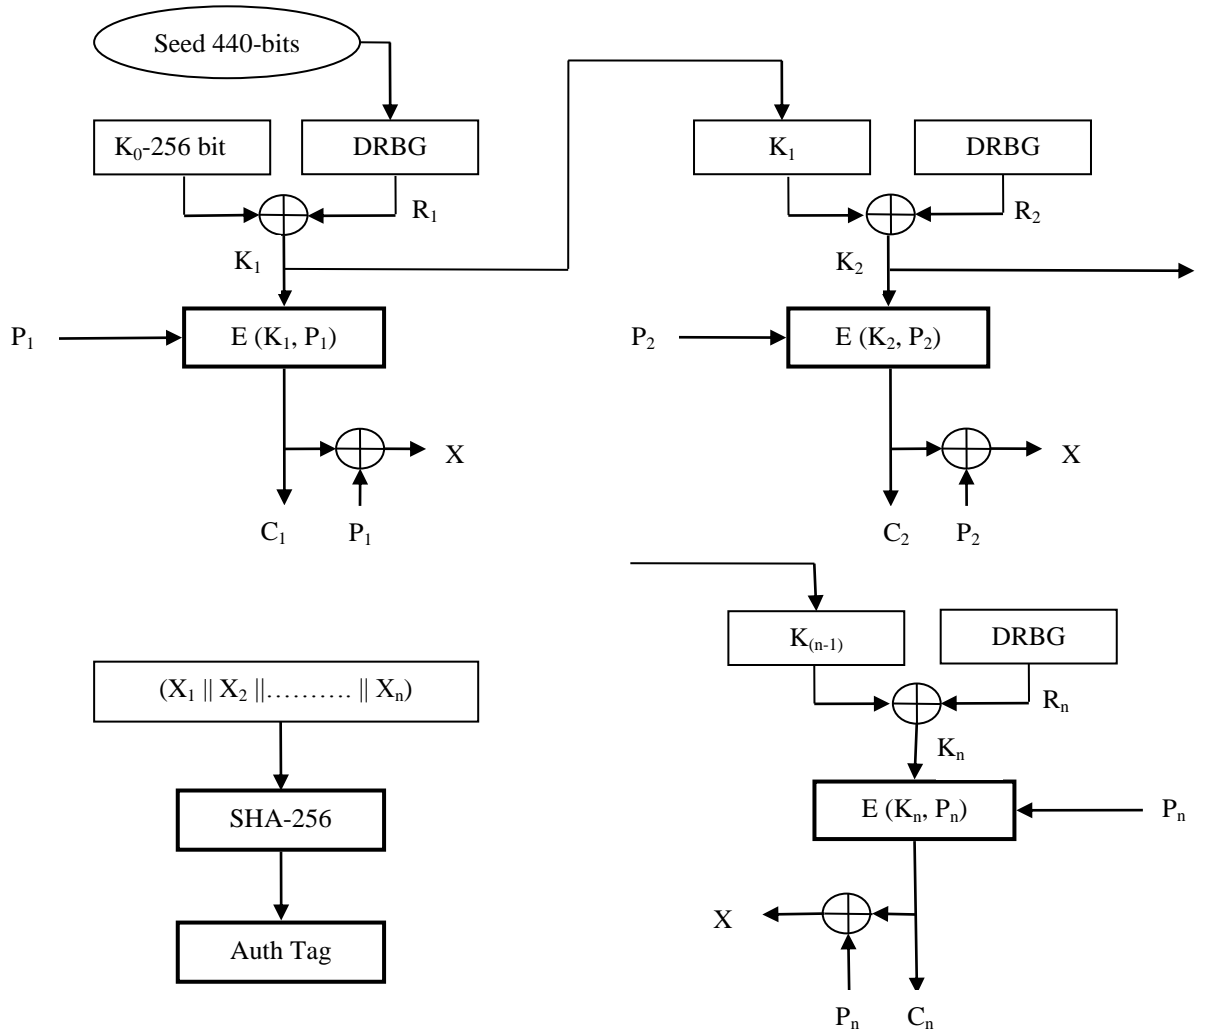 Seed 440-bits
K₀-256 bit
DRBG
R₁
K₁
P₁
E (K₁, P₁)
X
C₁
P₁
K₁
DRBG
R₂
K₂
P₂
E (K₂, P₂)
X
C₂
P₂
(X₁ || X₂ ||………. || Xₙ)
SHA-256
Auth Tag
K₍ₙ₋₁₎
DRBG
Rₙ
Kₙ
E (Kₙ, Pₙ)
Pₙ
X
Pₙ
Cₙ